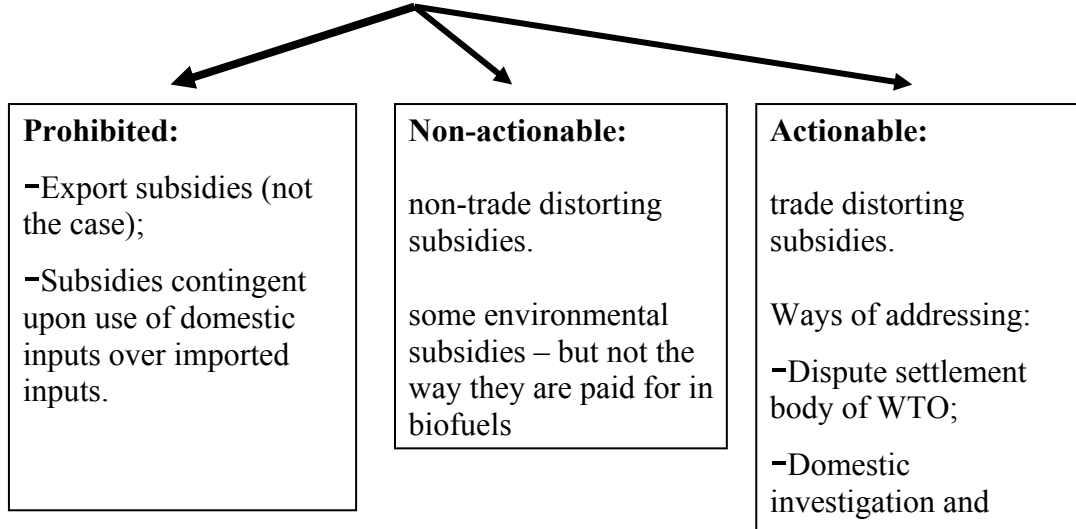 Prohibited:
-Export subsidies (not
the case);
-Subsidies contingent
upon use of domestic
inputs over imported
inputs.
Non-actionable:
non-trade distorting
subsidies.
some environmental
subsidies – but not the
way they are paid for in
biofuels
Actionable:
trade distorting
subsidies.
Ways of addressing:
-Dispute settlement
body of WTO;
-Domestic
investigation and